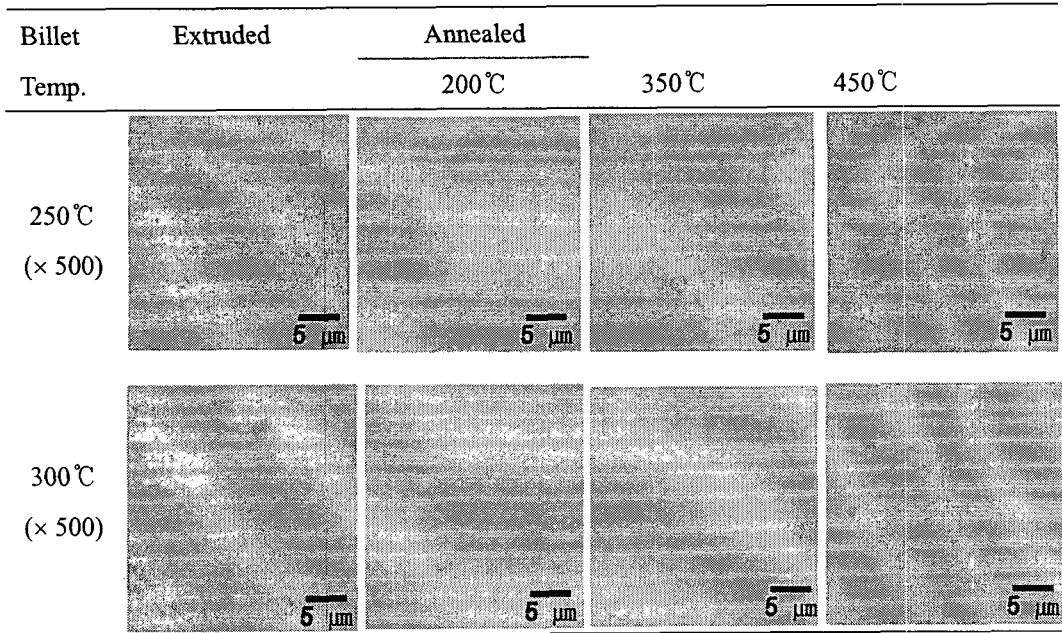 Billet Extruded Annealed
Temp. 200℃ 350℃ 450℃
250℃
(× 500)
5 μm 5 μm 5 μm 5 μm
300℃
(× 500)
5 μm 5 μm 5 μm 5 μm